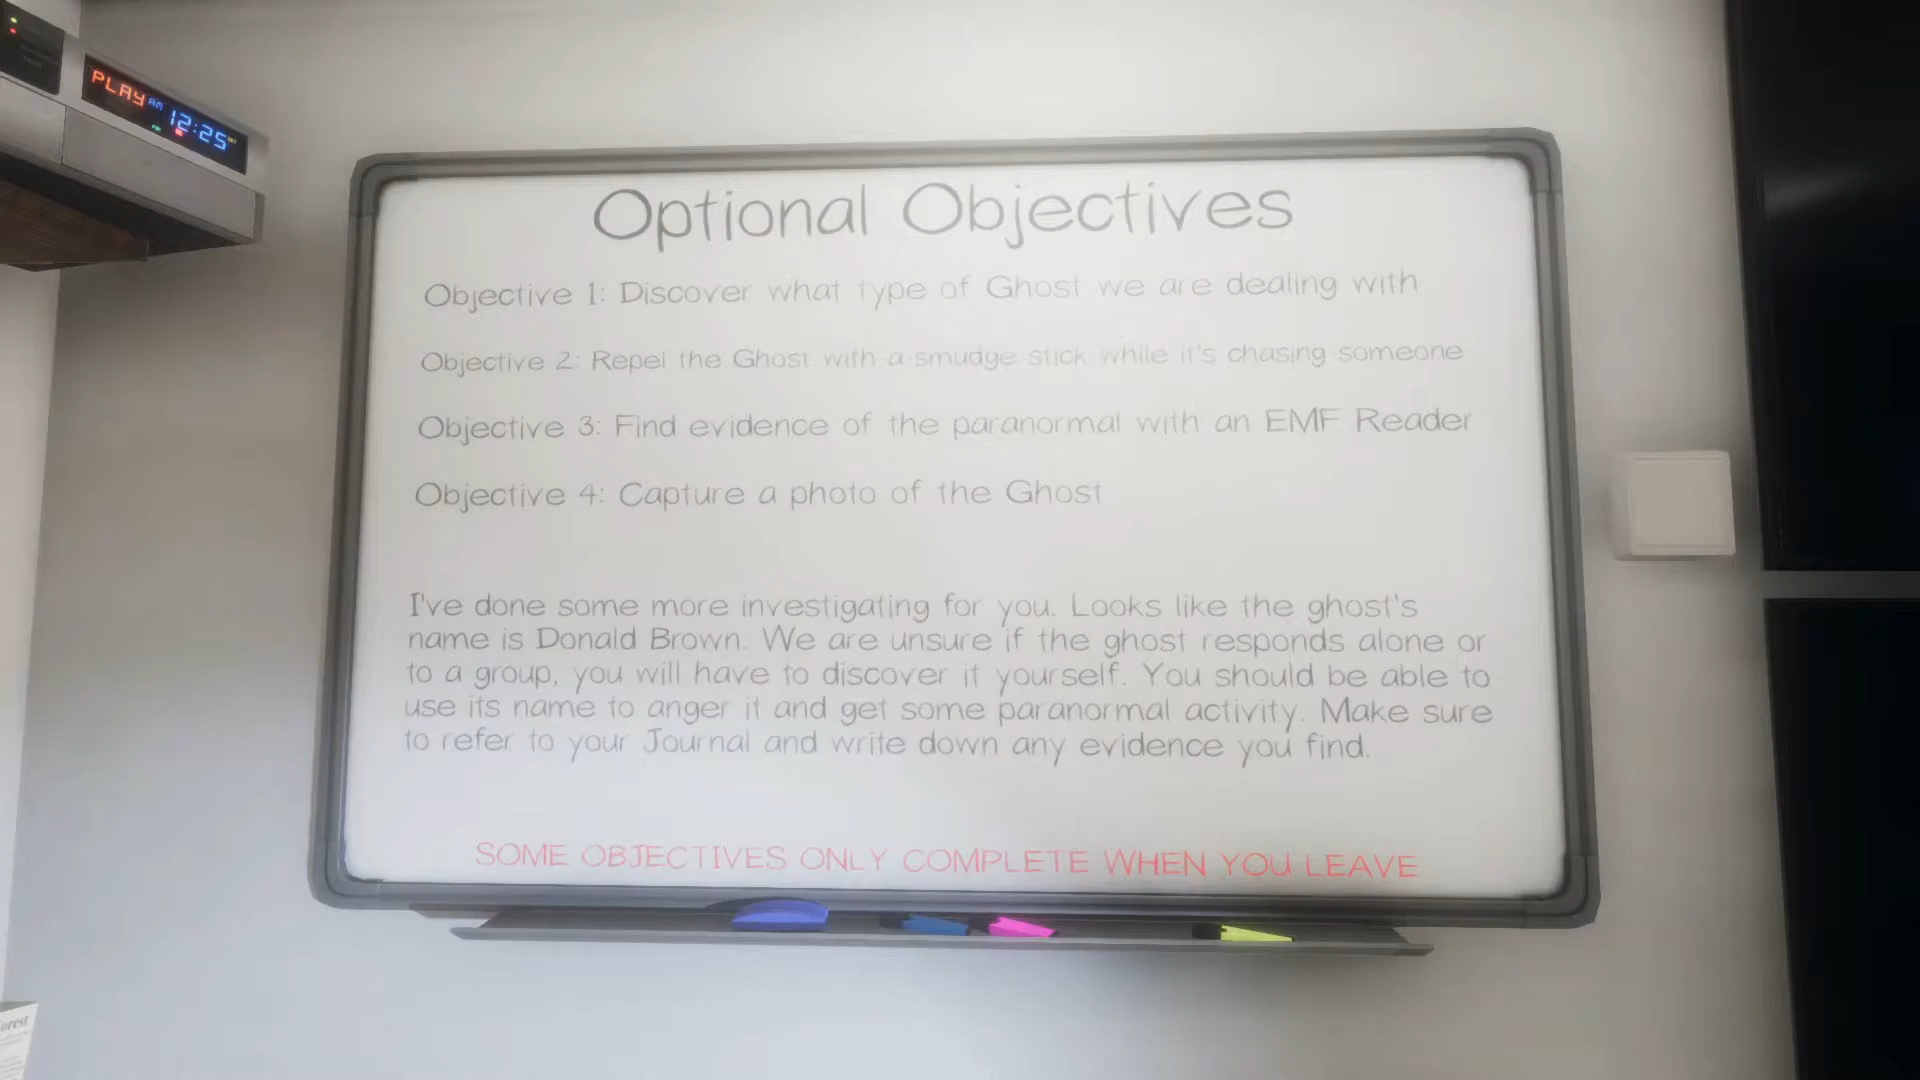 PLAY AM 12:25
Optional Objectives
Objective 1: Discover what type of Ghost we are dealing with
Objective 2: Repel the Ghost with a smudge stick while it's chasing someone
Objective 3: Find evidence of the paranormal with an EMF Reader
Objective 4: Capture a photo of the Ghost
I've done some more investigating for you. Looks like the ghost's
name is Donald Brown. We are unsure if the ghost responds alone or
to a group, you will have to discover it yourself. You should be able to
use its name to anger it and get some paranormal activity. Make sure
to refer to your Journal and write down any evidence you find.
SOME OBJECTIVES ONLY COMPLETE WHEN YOU LEAVE